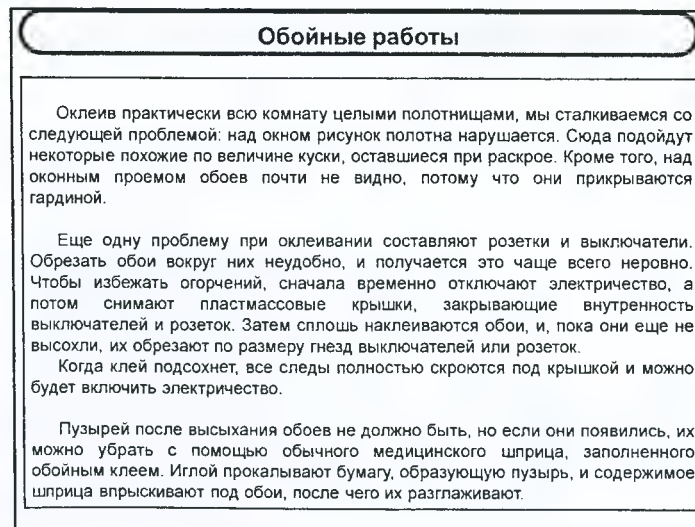 Обойные работы
Оклеив практически всю комнату целыми полотнищами, мы сталкиваемся со
следующей проблемой: над окном рисунок полотна нарушается. Сюда подойдут
некоторые похожие по величине куски, оставшиеся при раскрое. Кроме того, над
оконным проемом обоев почти не видно, потому что они прикрываются
гардиной.
Еще одну проблему при оклеивании составляют розетки и выключатели.
Обрезать обои вокруг них неудобно, и получается это чаще всего неровно.
Чтобы избежать огорчений, сначала временно отключают электричество, а
потом снимают пластмассовые крышки, закрывающие внутренность
выключателей и розеток. Затем сплошь наклеиваются обои, и, пока они еще не
высохли, их обрезают по размеру гнезд выключателей или розеток.
Когда клей подсохнет, все следы полностью скроются под крышкой и можно
будет включить электричество.
Пузырей после высыхания обоев не должно быть, но если они появились, их
можно убрать с помощью обычного медицинского шприца, заполненного
обойным клеем. Иглой прокалывают бумагу, образующую пузырь, и содержимое
шприца впрыскивают под обои, после чего их разглаживают.